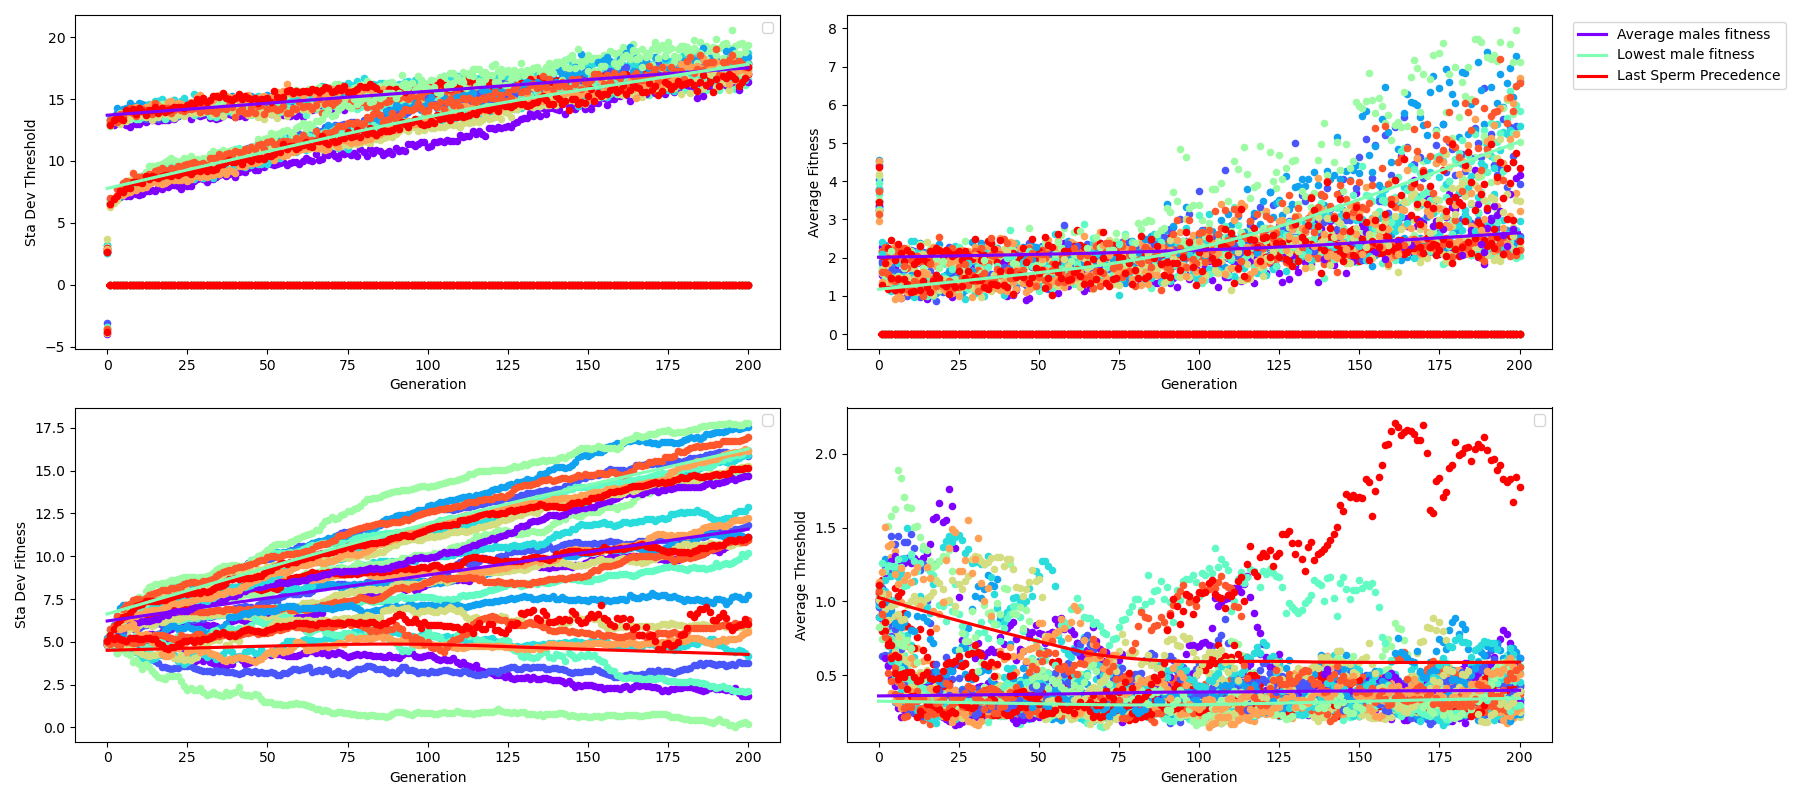 Sta Dev Threshold
20
15
10
5
0
−5
0 25 50 75 100 125 150 175 200
Generation
Average Fitness
8
7
6
5
4
3
2
1
0
0 25 50 75 100 125 150 175 200
Generation
Average males fitness
Lowest male fitness
Last Sperm Precedence
Sta Dev Fitness
17.5
15.0
12.5
10.0
7.5
5.0
2.5
0.0
0 25 50 75 100 125 150 175 200
Generation
Average Threshold
2.0
1.5
1.0
0.5
0 25 50 75 100 125 150 175 200
Generation